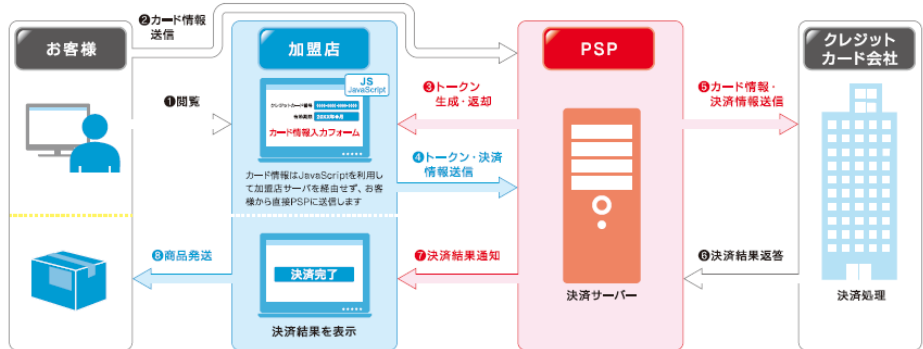 ❷カード情報
送信
お客様
加盟店
PSP
クレジット
カード会社
❶閲覧
JS
JavaScript
クレジットカード番号 ****-****-****-****
有効期限 20XX年*月
カード情報入力フォーム
カード情報はJavaScriptを利用し
て加盟店サーバを経由せず、お客
様から直接PSPに送信します
❸トークン
生成・返却
❹トークン・決済
情報送信
❺カード情報・
決済情報送信
❽商品発送
決済完了
決済結果を表示
❼決済結果通知
決済サーバー
❻決済結果返答
決済処理